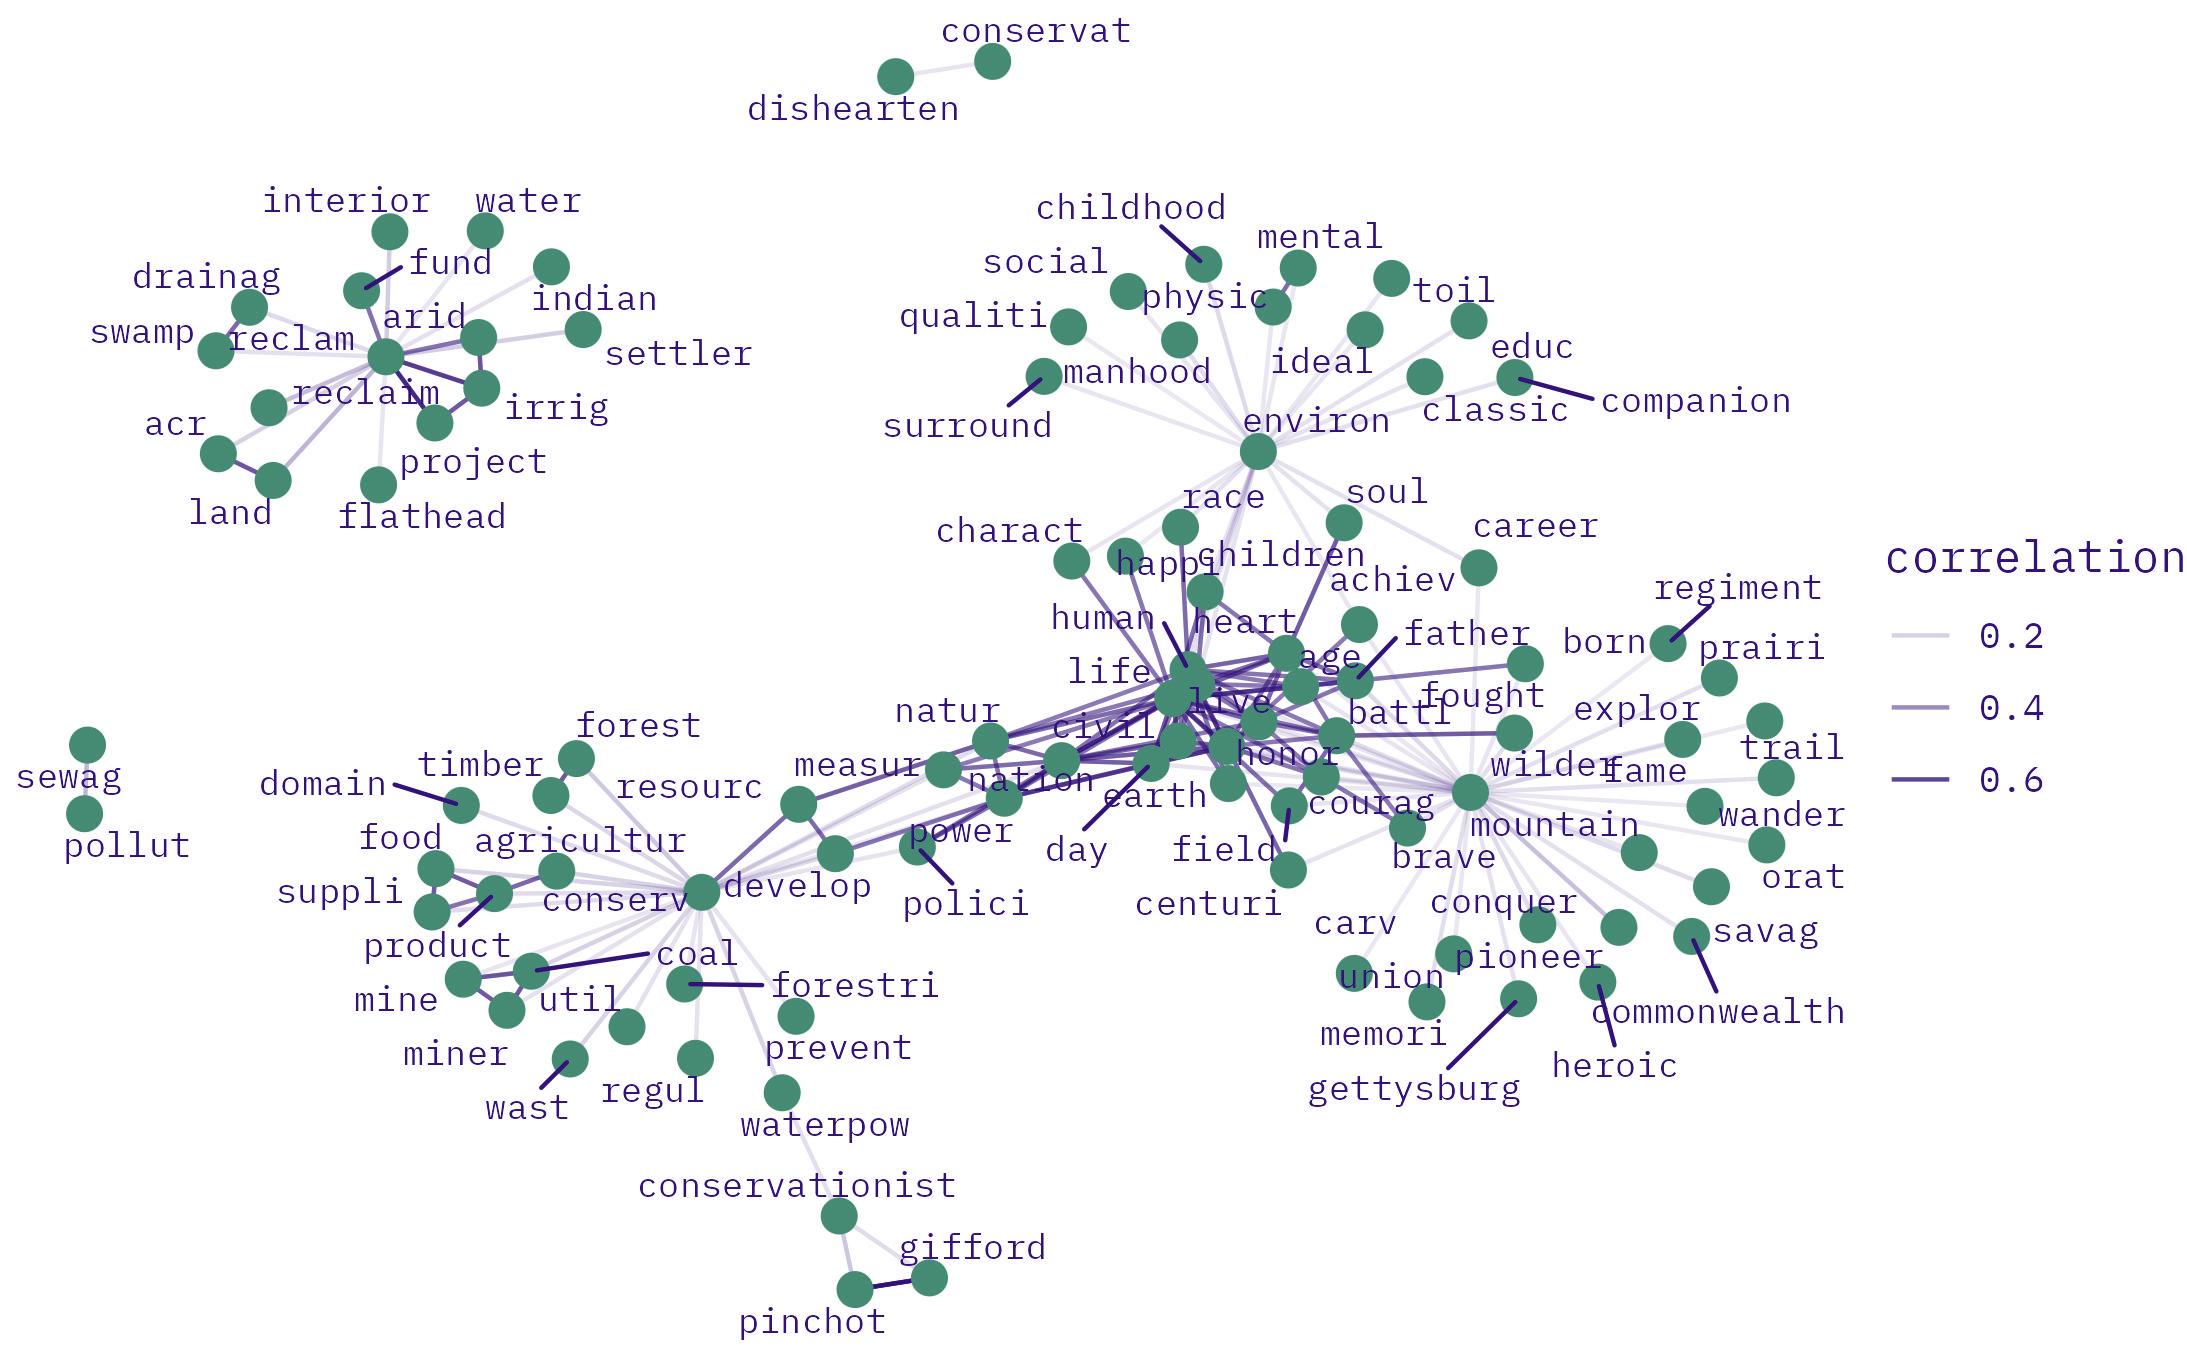 conservat
dishearten
interior
water
fund
drainag
indian
arid
swamp
reclam
settler
reclaim
irrig
acr
project
land
flathead
childhood
mental
social
physic
toil
qualiti
educ
ideal
manhood
companion
classic
surround
environ
race
soul
charact
career
children
happi
achiev
regiment
human
heart
father
born
prairi
life
age
fought
live
natur
battl
explor
civil
trail
honor
measur
wilder
fame
nation
earth
courag
wander
power
mountain
day
field
brave
orat
polici
centuri
conquer
carv
savag
pioneer
union
commonwealth
memori
heroic
gettysburg
forest
sewag
timber
domain
resourc
pollut
food
agricultur
suppli
develop
conserv
product
coal
forestri
mine
util
prevent
miner
regul
wast
waterpow
conservationist
gifford
pinchot
correlation
0.2
0.4
0.6